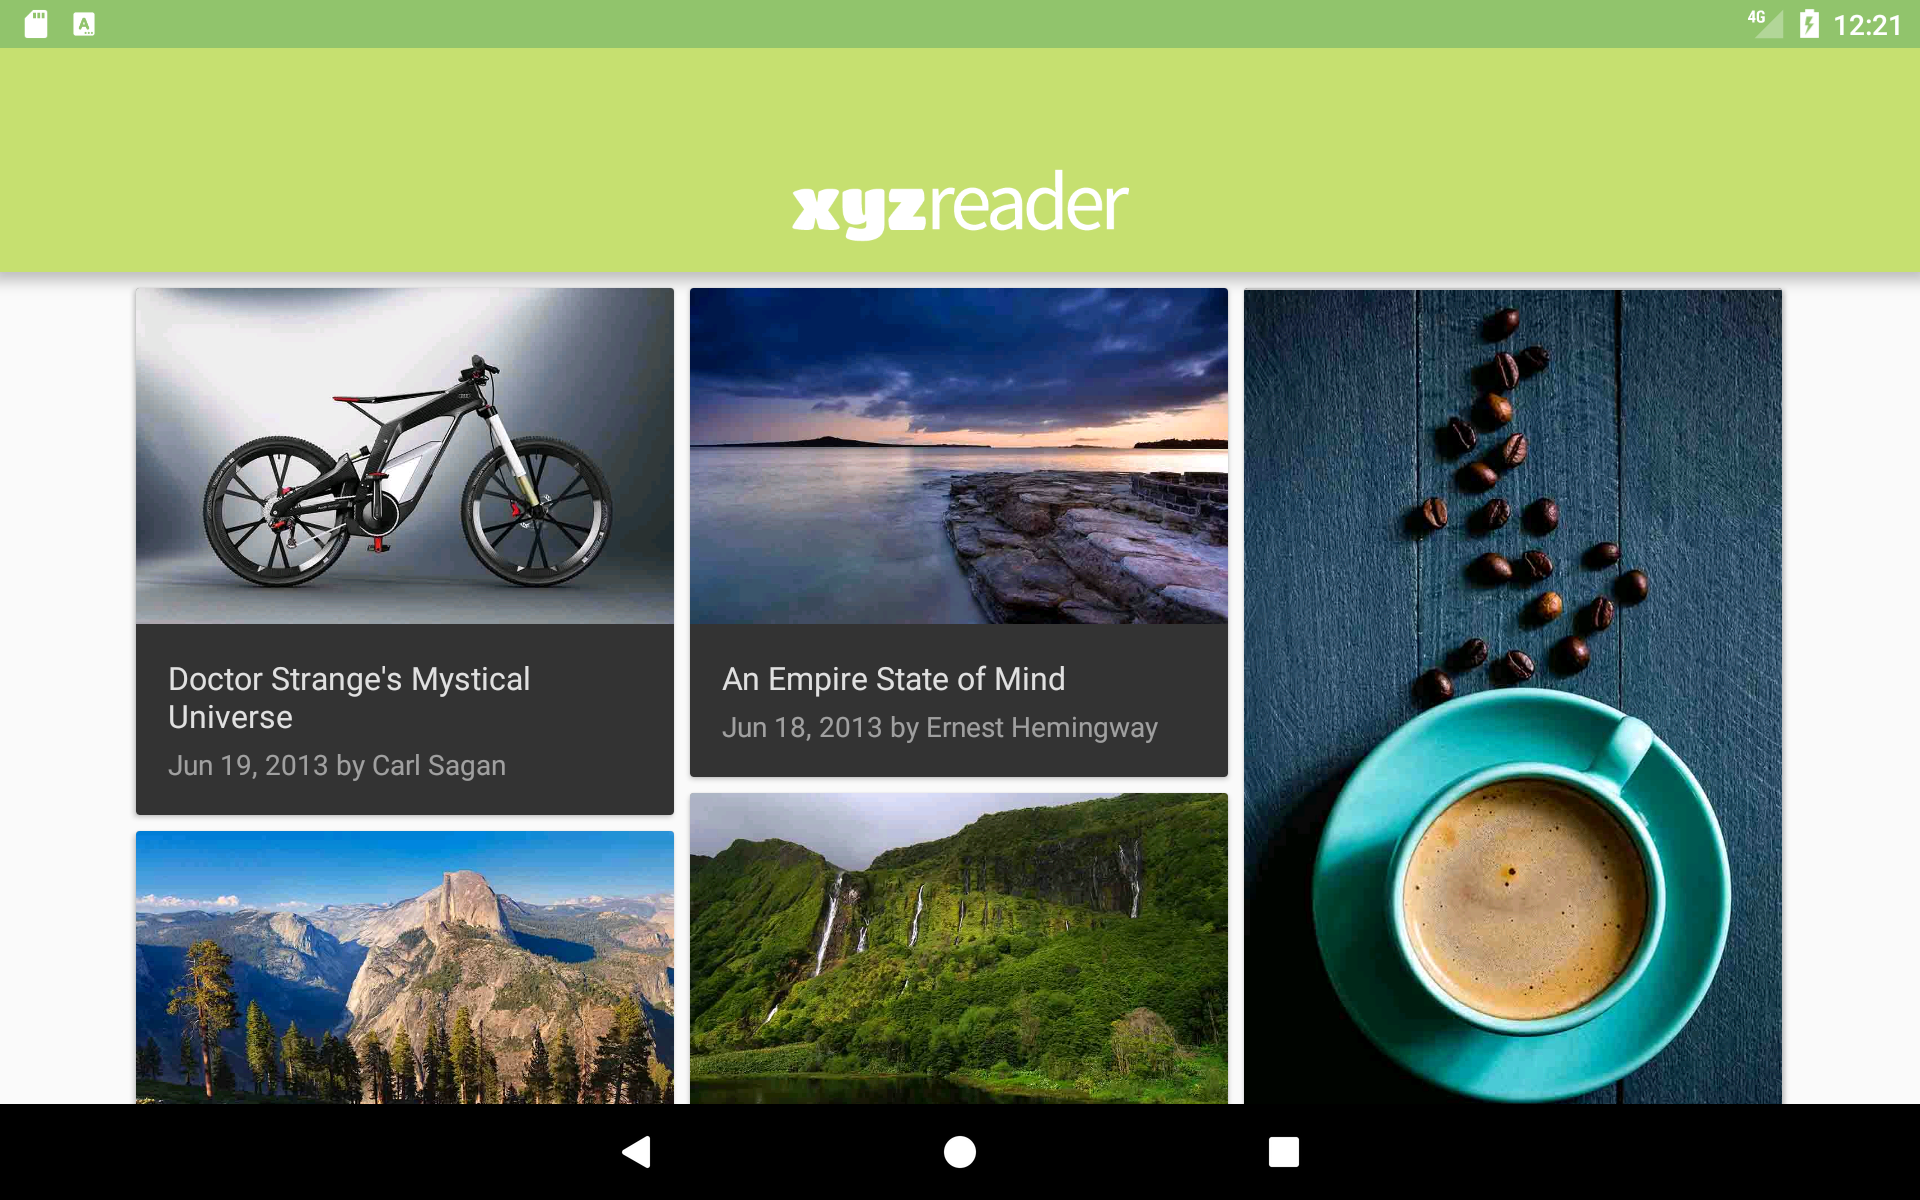 4G 12:21
xyzreader
Doctor Strange's Mystical
Universe
Jun 19, 2013 by Carl Sagan
An Empire State of Mind
Jun 18, 2013 by Ernest Hemingway